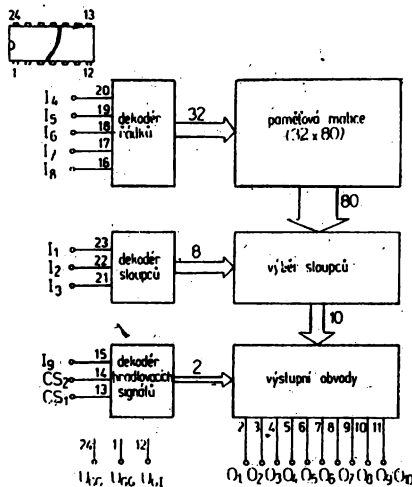 24 13
1 12
I4 20
I5 19
I6 18
I7 17
I8 16
dekodér řádků
32
paměťová matice
(32 x 80)
80
I1 23
I2 22
I3 21
dekodér sloupců
8
výběr sloupců
10
I9 15
CS2 14
CS1 13
dekodér hradlovacích signálů
2
výstupní obvody
2 3 4 5 6 7 8 9 10 11
24 1 12
O1 O2 O3 O4 O5 O6 O7 O8 O9 O10